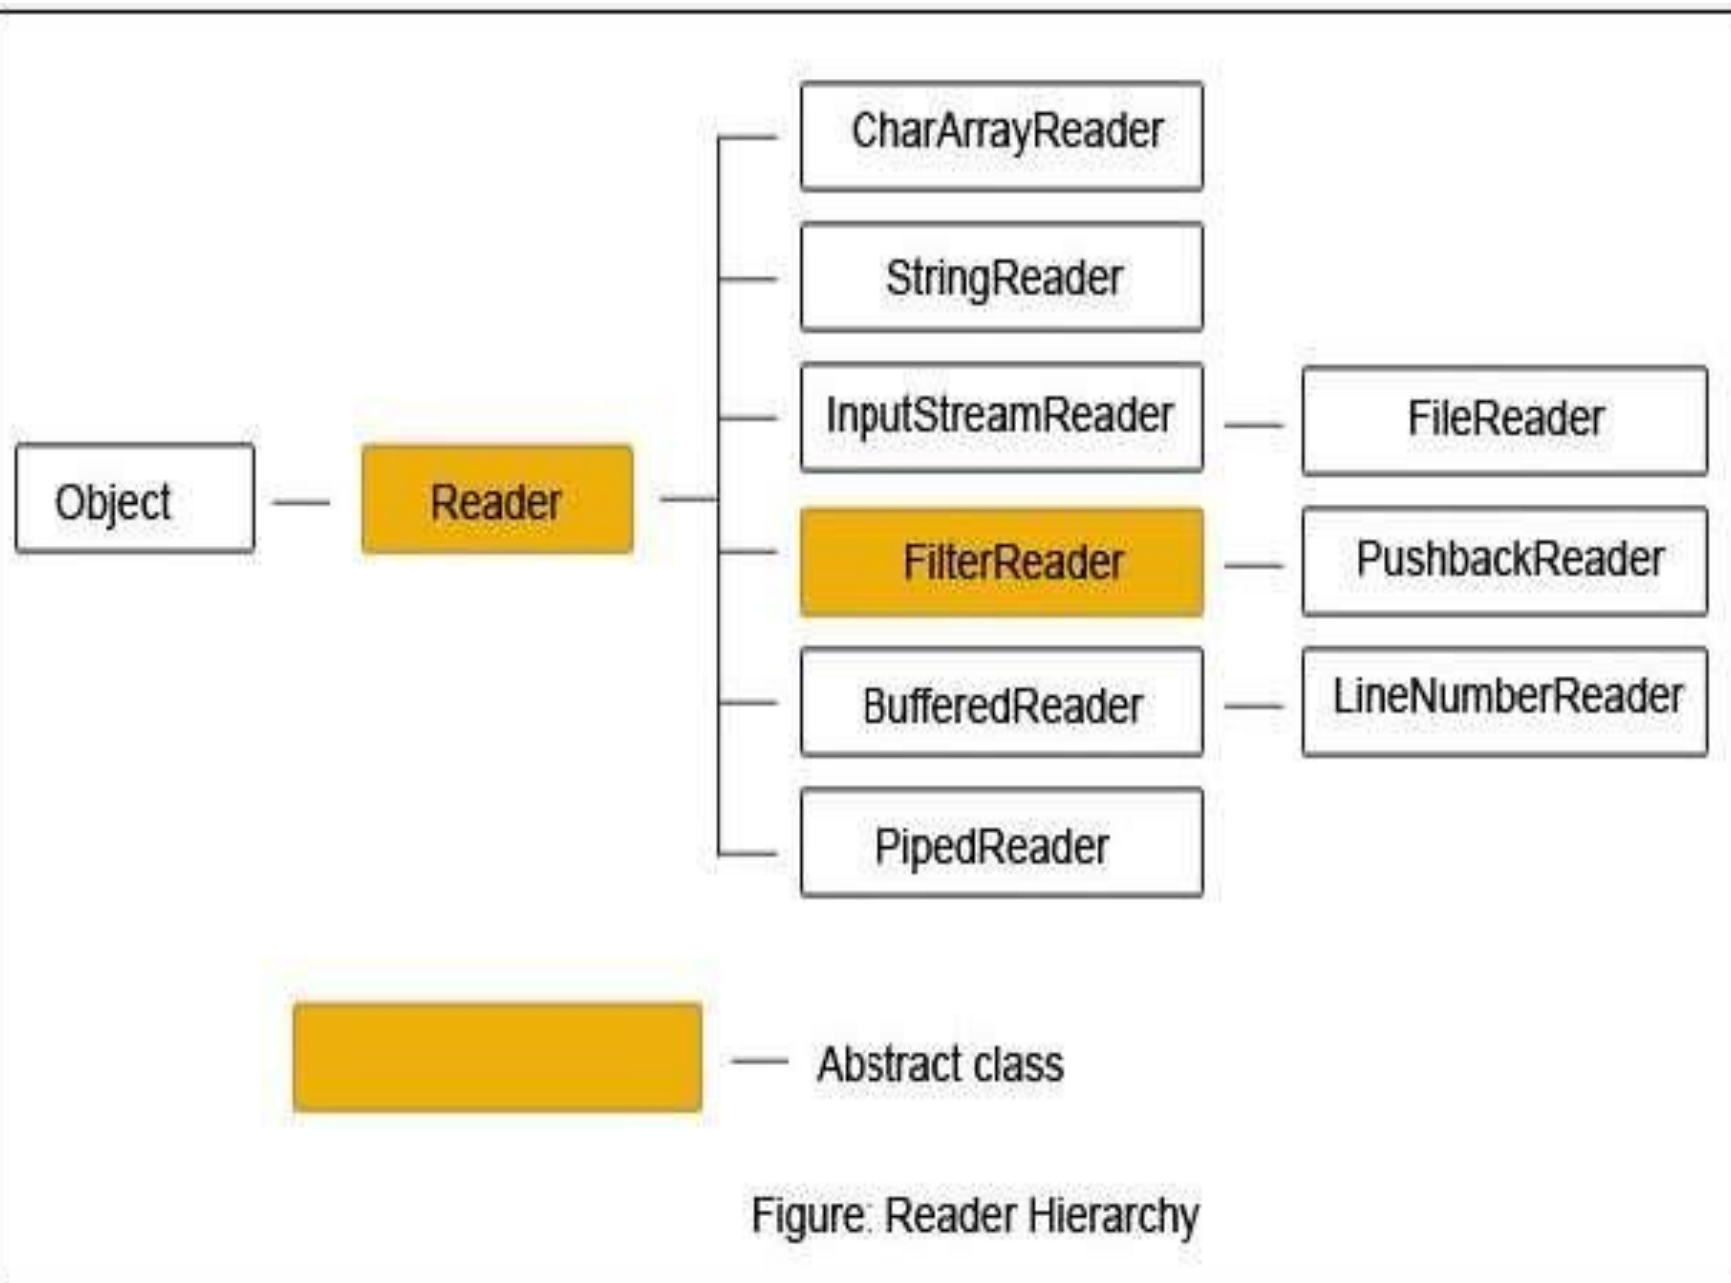 CharArrayReader
StringReader
InputStreamReader
FileReader
Object
Reader
FilterReader
PushbackReader
BufferedReader
LineNumberReader
PipedReader
Abstract class
Figure: Reader Hierarchy